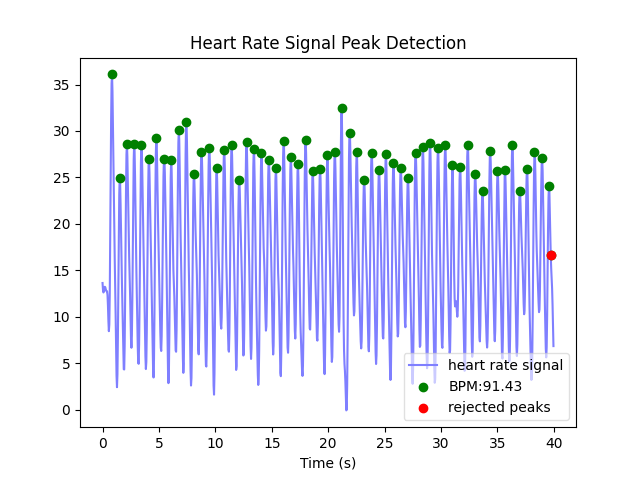 Heart Rate Signal Peak Detection
35
30
25
20
15
10
5
0
heart rate signal
BPM:91.43
rejected peaks
0 5 10 15 20 25 30 35 40
Time (s)